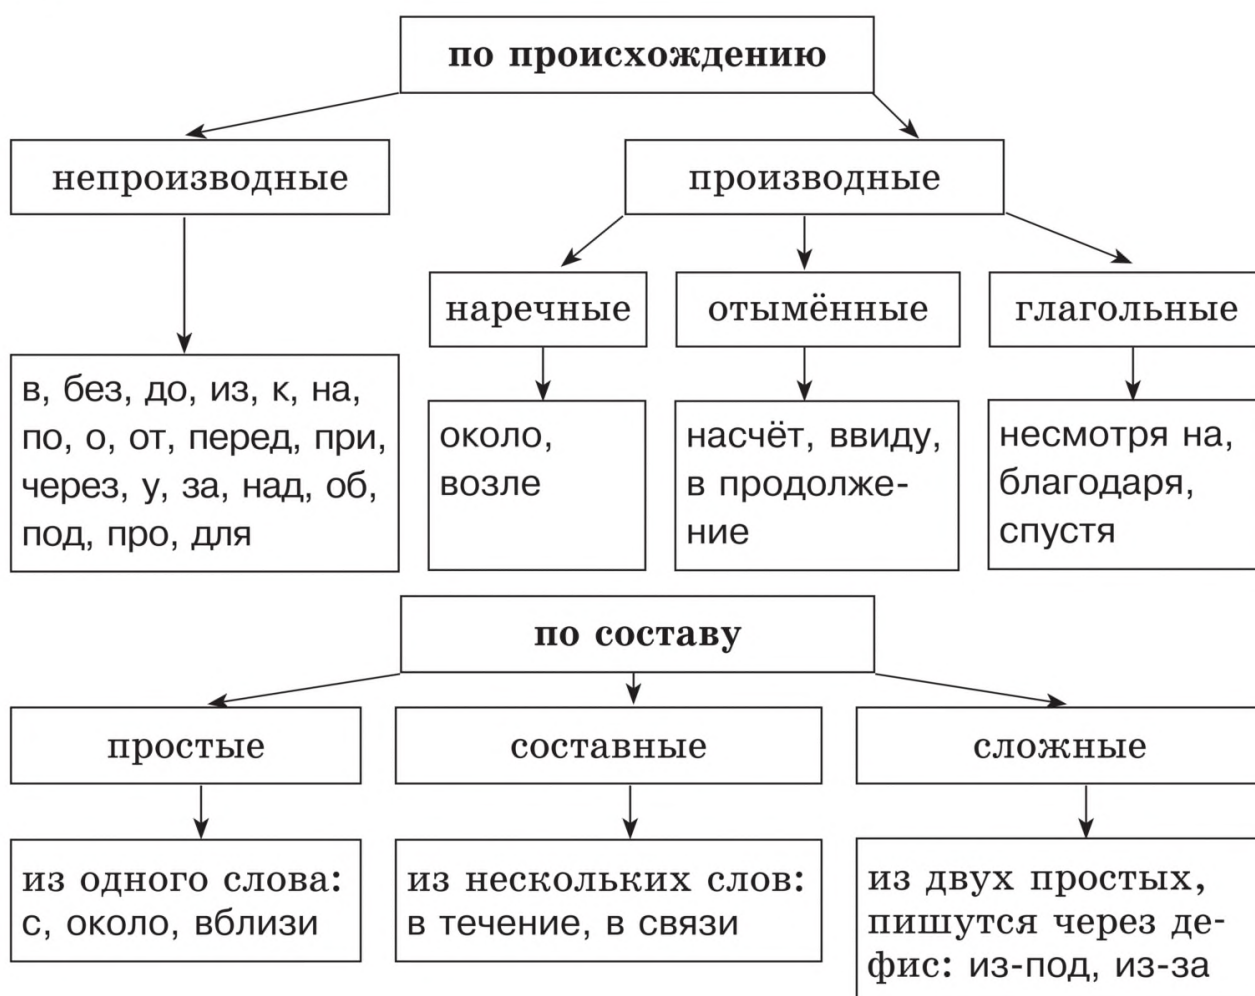 по происхождению
непроизводные
производные
наречные
отымённые
глагольные
в, без, до, из, к, на,
по, о, от, перед, при,
через, у, за, над, об,
под, про, для
около,
возле
насчёт, ввиду,
в продолже-
ние
несмотря на,
благодаря,
спустя
по составу
простые
составные
сложные
из одного слова:
с, около, вблизи
из нескольких слов:
в течение, в связи
из двух простых,
пишутся через де-
фис: из-под, из-за